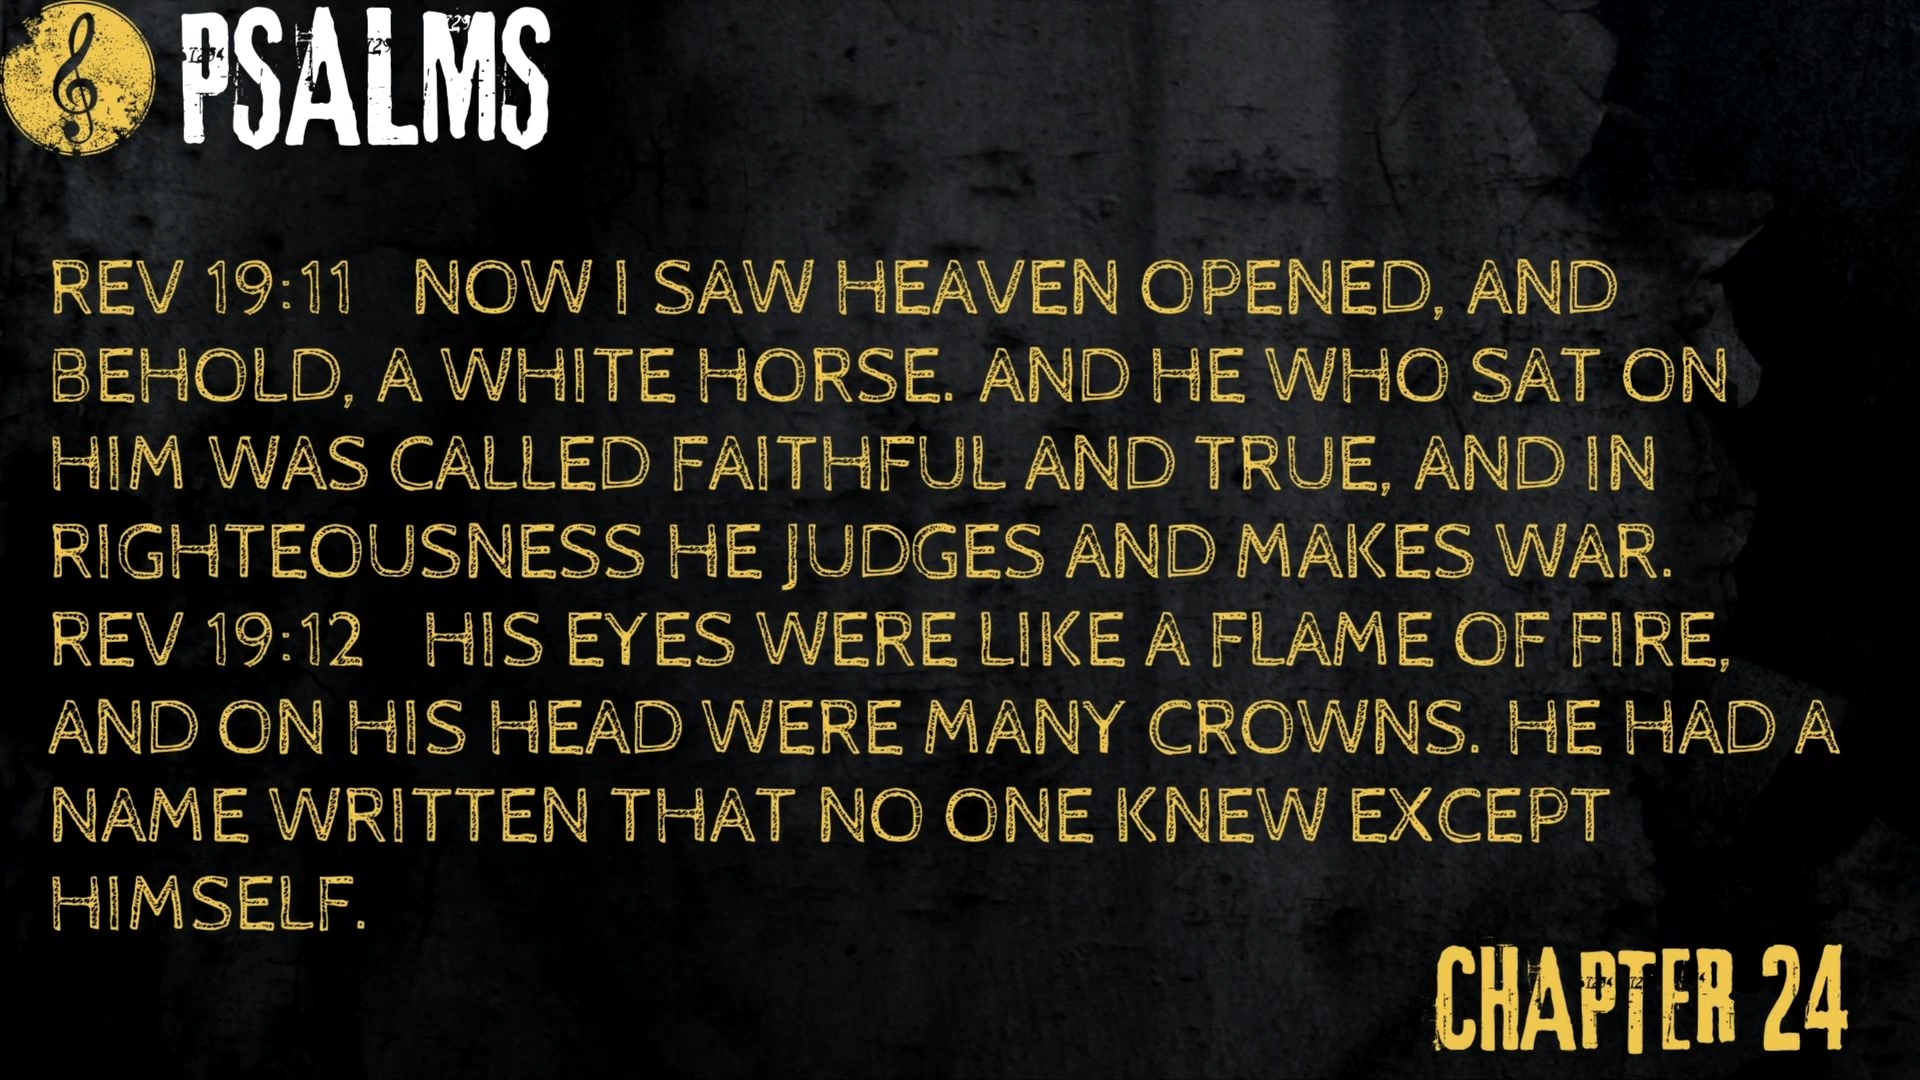 PSALMS
REV 19:11 NOW I SAW HEAVEN OPENED, AND
BEHOLD, A WHITE HORSE. AND HE WHO SAT ON
HIM WAS CALLED FAITHFUL AND TRUE, AND IN
RIGHTEOUSNESS HE JUDGES AND MAKES WAR.
REV 19:12 HIS EYES WERE LIKE A FLAME OF FIRE,
AND ON HIS HEAD WERE MANY CROWNS. HE HAD A
NAME WRITTEN THAT NO ONE KNEW EXCEPT
HIMSELF.
CHAPTER 24